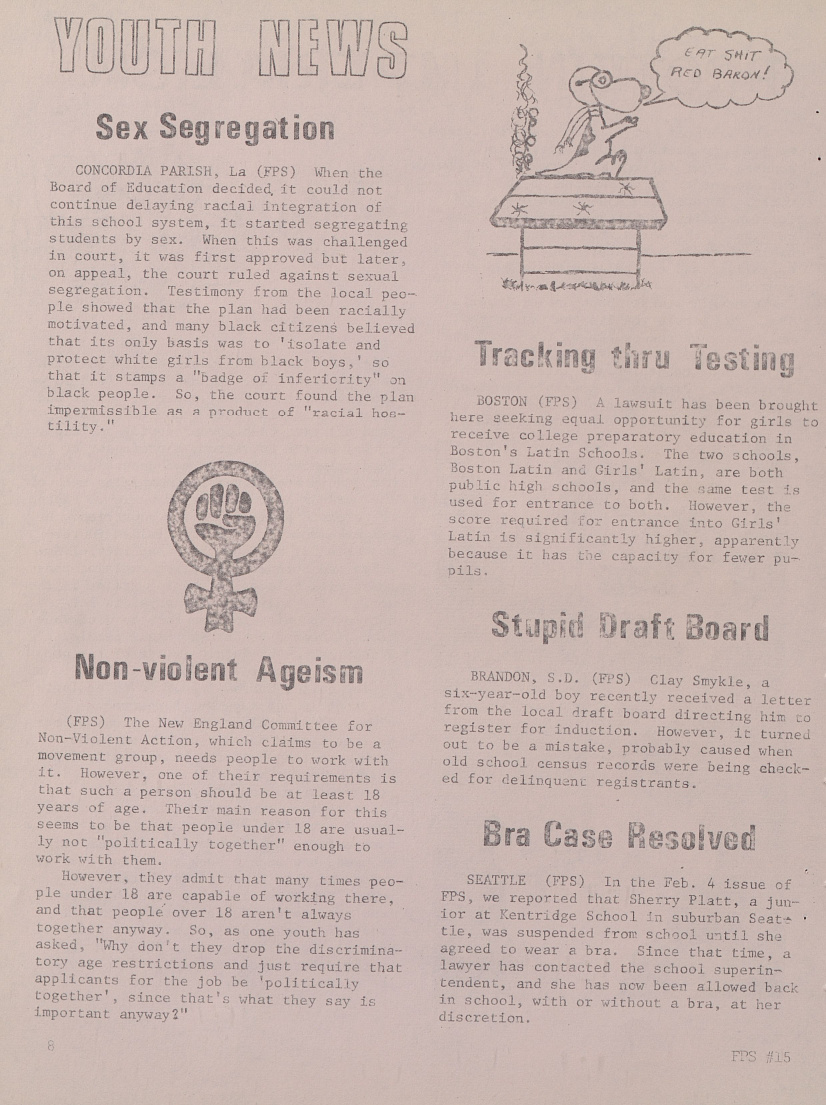 YOUTH NEWS
Sex Segregation
CONCORDIA PARISH, La (FPS) When the
Board of Education decided it could not
continue delaying racial integration of
this school system, it started segregating
students by sex. When this was challenged
in court, it was first approved but later,
on appeal, the court ruled against sexual
segregation. Testimony from the local peo-
ple showed that the plan had been racially
motivated, and many black citizens believed
that its only basis was to 'isolate and
protect white girls from black boys,' so
that it stamps a "badge of inferiority" on
black people. So, the court found the plan
impermissible as a product of "racial hos-
tility."
Non-violent Ageism
(FPS) The New England Committee for
Non-Violent Action, which claims to be a
movement group, needs people to work with
it. However, one of their requirements is
that such a person should be at least 18
years of age. Their main reason for this
seems to be that people under 18 are usual-
ly not "politically together" enough to
work with them.
However, they admit that many times peo-
ple under 18 are capable of working there,
and that people over 18 aren't always
together anyway. So, as one youth has
asked, "Why don't they drop the discrimina-
tory age restrictions and just require that
applicants for the job be 'politically
together', since that's what they say is
important anyway?"
8
EAT SHIT
RED BARON!
Tracking thru Testing
BOSTON (FPS) A lawsuit has been brought
here seeking equal opportunity for girls to
receive college preparatory education in
Boston's Latin Schools. The two schools,
Boston Latin and Girls' Latin, are both
public high schools, and the same test is
used for entrance to both. However, the
score required for entrance into Girls'
Latin is significantly higher, apparently
because it has the capacity for fewer pu-
pils.
Stupid Draft Board
BRANDON, S.D. (FPS) Clay Smykle, a
six-year-old boy recently received a letter
from the local draft board directing him to
register for induction. However, it turned
out to be a mistake, probably caused when
old school census records were being check-
ed for delinquent registrants.
Bra Case Resolved
SEATTLE (FPS) In the Feb. 4 issue of
FPS, we reported that Sherry Platt, a jun-
ior at Kentridge School in suburban Seat-
tle, was suspended from school until she
agreed to wear a bra. Since that time, a
lawyer has contacted the school superin-
tendent, and she has now been allowed back
in school, with or without a bra, at her
discretion.
FPS #15